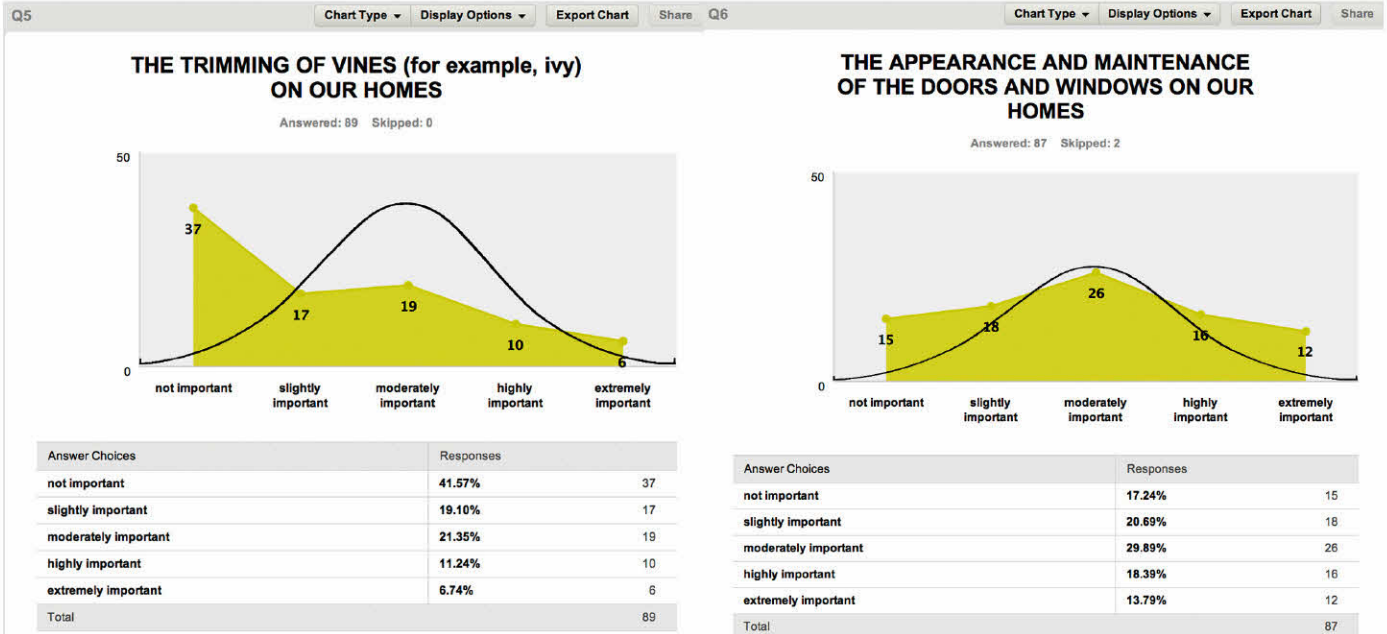 Q5
Chart Type
Display Options
Export Chart
Share
THE TRIMMING OF VINES (for example, ivy)
ON OUR HOMES
Answered: 89 Skipped: 0
50
37
17
19
10
6
0
not important
slightly
important
moderately
important
highly
important
extremely
important
Answer Choices Responses
not important 41.57% 37
slightly important 19.10% 17
moderately important 21.35% 19
highly important 11.24% 10
extremely important 6.74% 6
Total 89
Q6
Chart Type
Display Options
Export Chart
Share
THE APPEARANCE AND MAINTENANCE
OF THE DOORS AND WINDOWS ON OUR
HOMES
Answered: 87 Skipped: 2
50
15
18
26
16
12
0
not important
slightly
important
moderately
important
highly
important
extremely
important
Answer Choices Responses
not important 17.24% 15
slightly important 20.69% 18
moderately important 29.89% 26
highly important 18.39% 16
extremely important 13.79% 12
Total 87